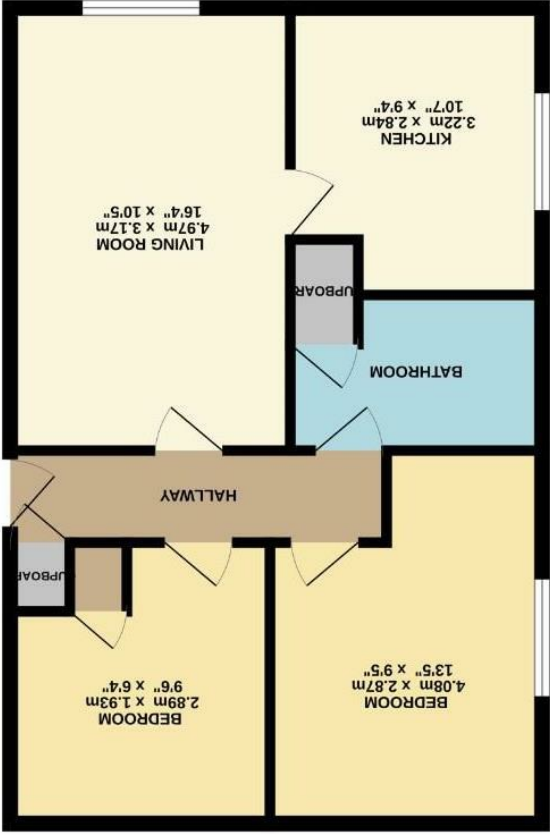 BEDROOM
4.08m x 2.87m
13'5" x 9'5"
BEDROOM
2.89m x 1.93m
9'6" x 6'4"
UPBOAR
HALLWAY
BATHROOM
UPBOAR
LIVING ROOM
4.97m x 3.17m
16'4" x 10'5"
KITCHEN
3.22m x 2.84m
10'7" x 9'4"